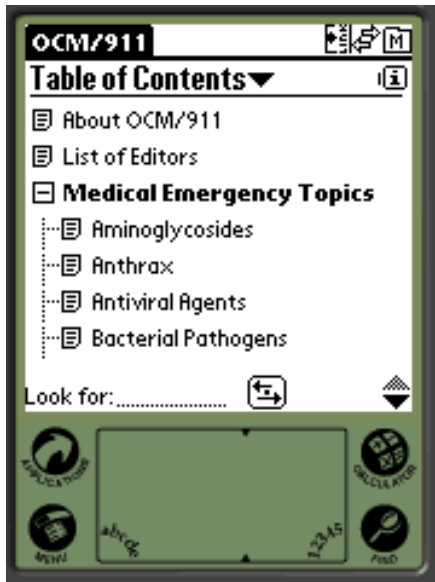 OCM/911
M
Table of Contents
i
About OCM/911
List of Editors
Medical Emergency Topics
Aminoglycosides
Anthrax
Antiviral Agents
Bacterial Pathogens
Look for:
APPLICATIONS
CALCULATOR
abcde
12345
MENU
FIND